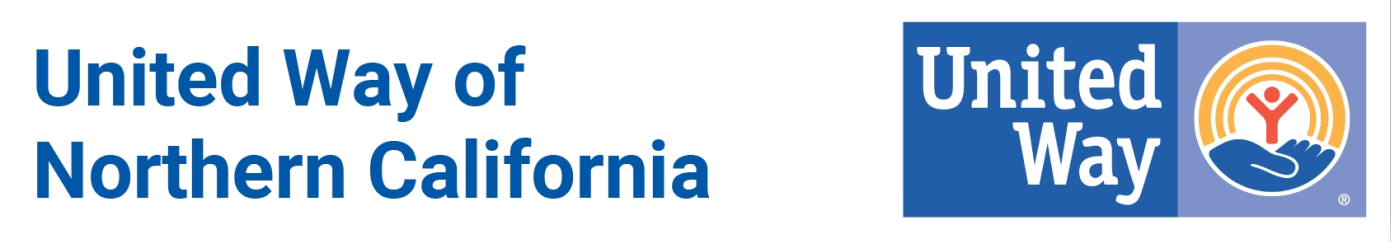 United Way of
Northern California
United
Way
®